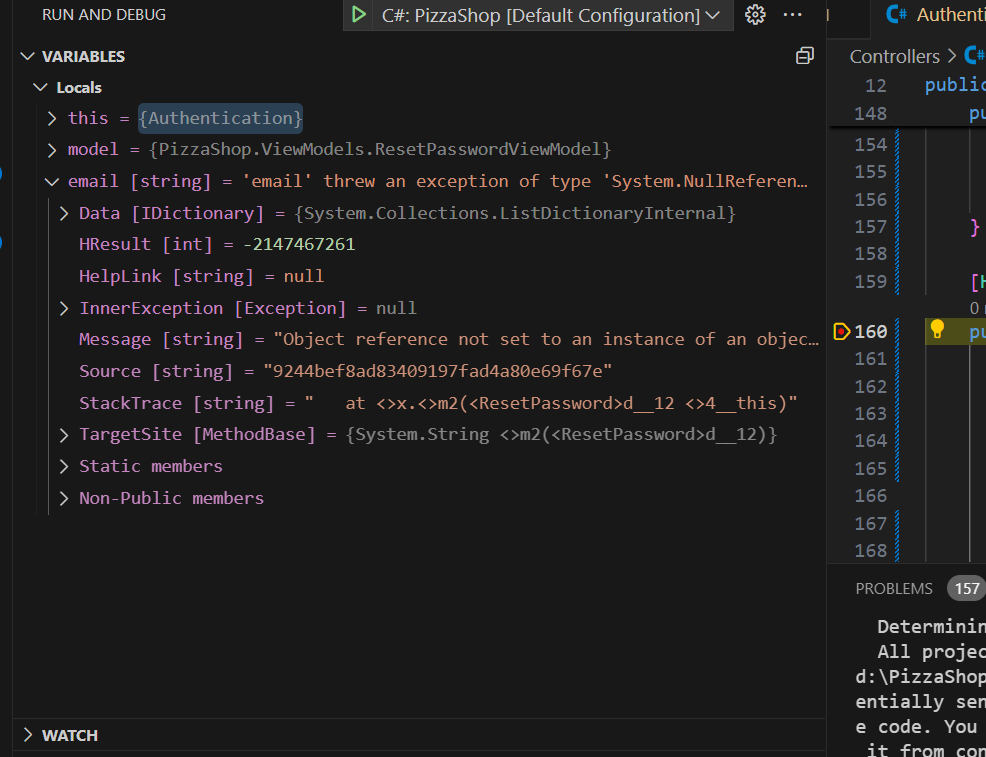 RUN AND DEBUG
C#: PizzaShop [Default Configuration]
VARIABLES
Locals
this = {Authentication}
model = {PizzaShop.ViewModels.ResetPasswordViewModel}
email [string] = 'email' threw an exception of type 'System.NullReferen…
Data [IDictionary] = {System.Collections.ListDictionaryInternal}
HResult [int] = -2147467261
HelpLink [string] = null
InnerException [Exception] = null
Message [string] = "Object reference not set to an instance of an objec…
Source [string] = "9244bef8ad83409197fad4a80e69f67e"
StackTrace [string] = "   at <>x.<>m2(<ResetPassword>d__12 <>4__this)"
TargetSite [MethodBase] = {System.String <>m2(<ResetPassword>d__12)}
Static members
Non-Public members
WATCH
C# Authenti
Controllers > C#
12 public
148 pu
154
155
156
157 }
158
159 [H
0 r
160 pu
161
162
163
164
165
166
167
168
PROBLEMS 157
Determinin
All projec
d:\PizzaShop
entially sen
e code. You
it from con